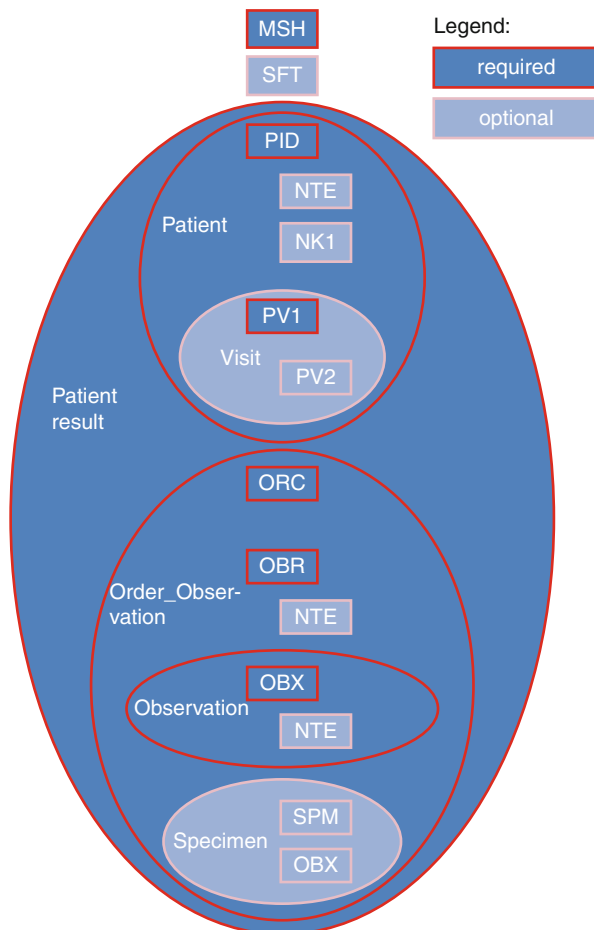 MSH
Legend:
SFT
required
optional
PID
NTE
Patient
NK1
PV1
Visit
PV2
Patient
result
ORC
OBR
Order_Obser-
vation
NTE
OBX
Observation
NTE
SPM
Specimen
OBX